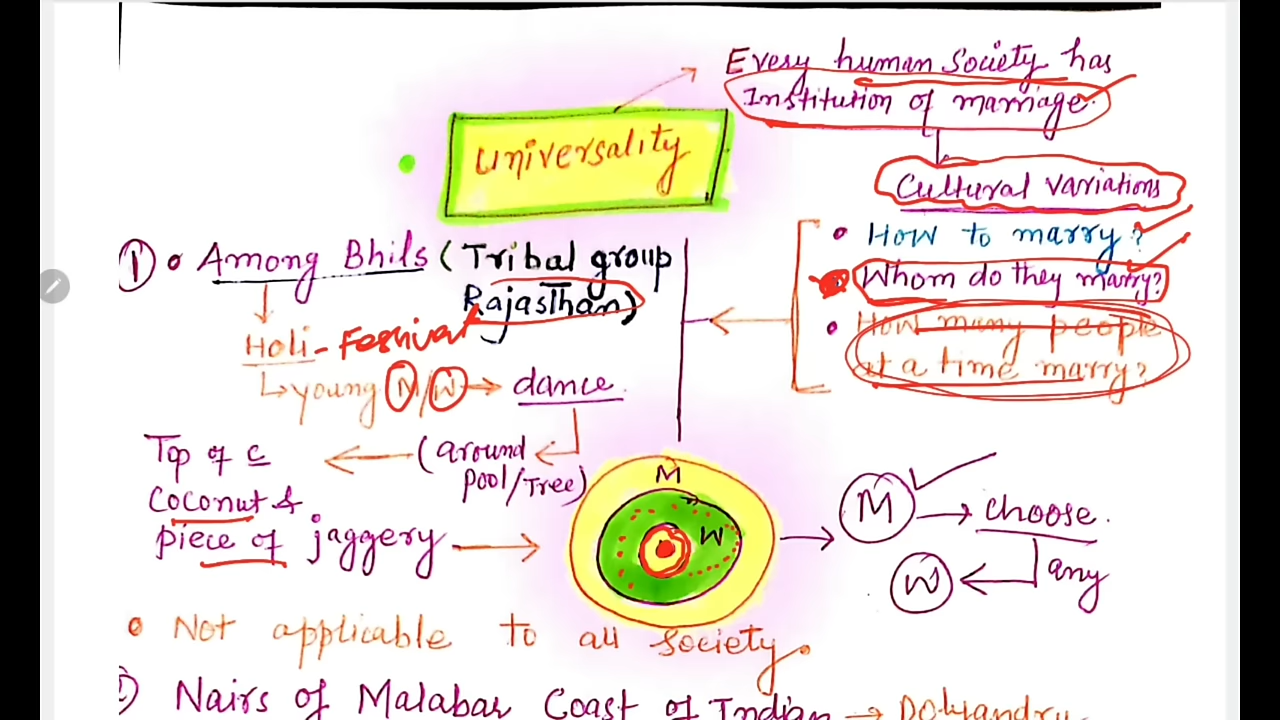 Every human Society has
Institution of marriage.
Universality
Cultural variations
• How to marry?
• Whom do they marry?
• How many people
at a time marry?
① • Among Bhils (Tribal group
Rajasthan)
Holi - Festival
young M/W → dance
(around
pool/Tree)
Top of c
Coconut &
piece of jaggery
M
W
M → choose
any
W
• Not applicable to all society.
2) Nairs of Malabar Coast of Indian → Polyandry